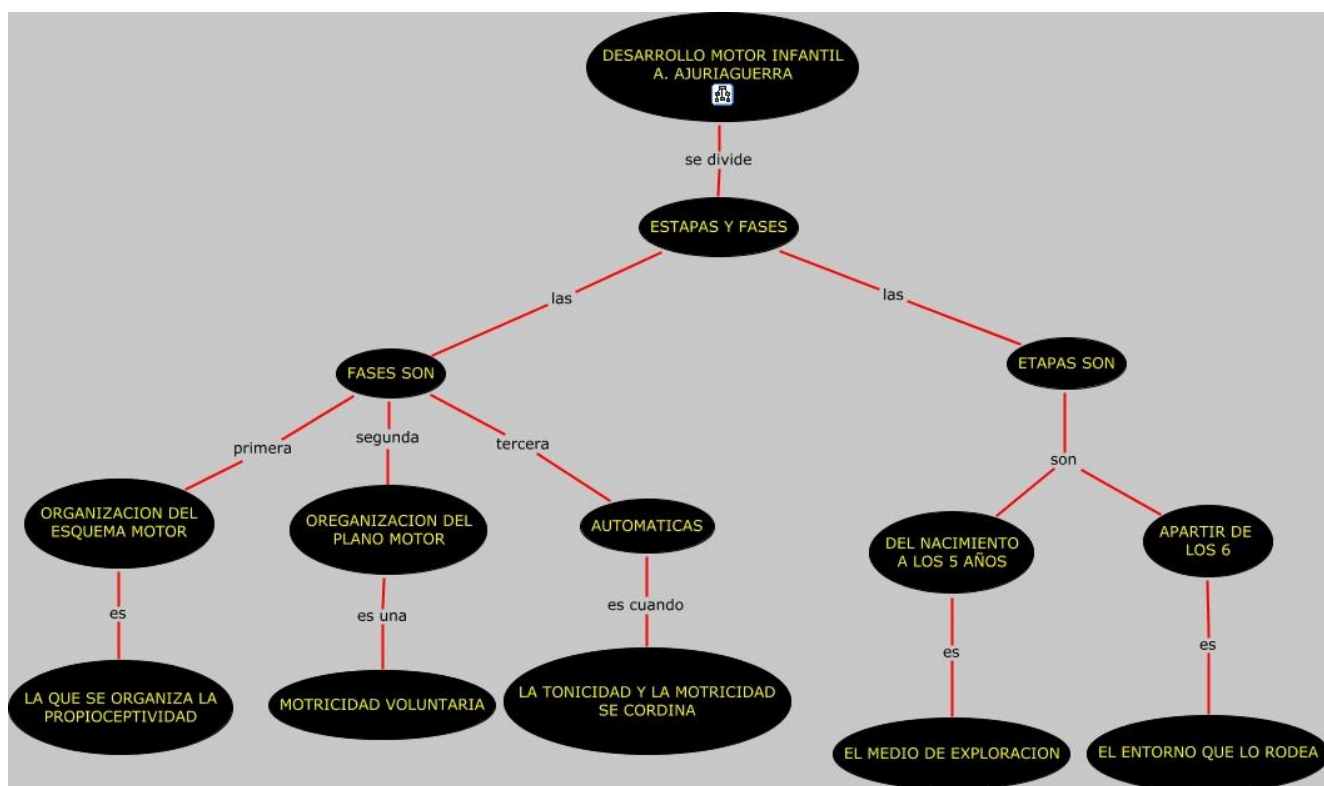 DESARROLLO MOTOR INFANTIL
A. AJURIAGUERRA
se divide
ESTAPAS Y FASES
las
las
FASES SON
ETAPAS SON
primera
segunda
tercera
son
ORGANIZACION DEL
ESQUEMA MOTOR
OREGANIZACION DEL
PLANO MOTOR
AUTOMATICAS
DEL NACIMIENTO
A LOS 5 AÑOS
APARTIR DE
LOS 6
es
es una
es cuando
es
es
LA QUE SE ORGANIZA LA
PROPIOCEPTIVIDAD
MOTRICIDAD VOLUNTARIA
LA TONICIDAD Y LA MOTRICIDAD
SE CORDINA
EL MEDIO DE EXPLORACION
EL ENTORNO QUE LO RODEA